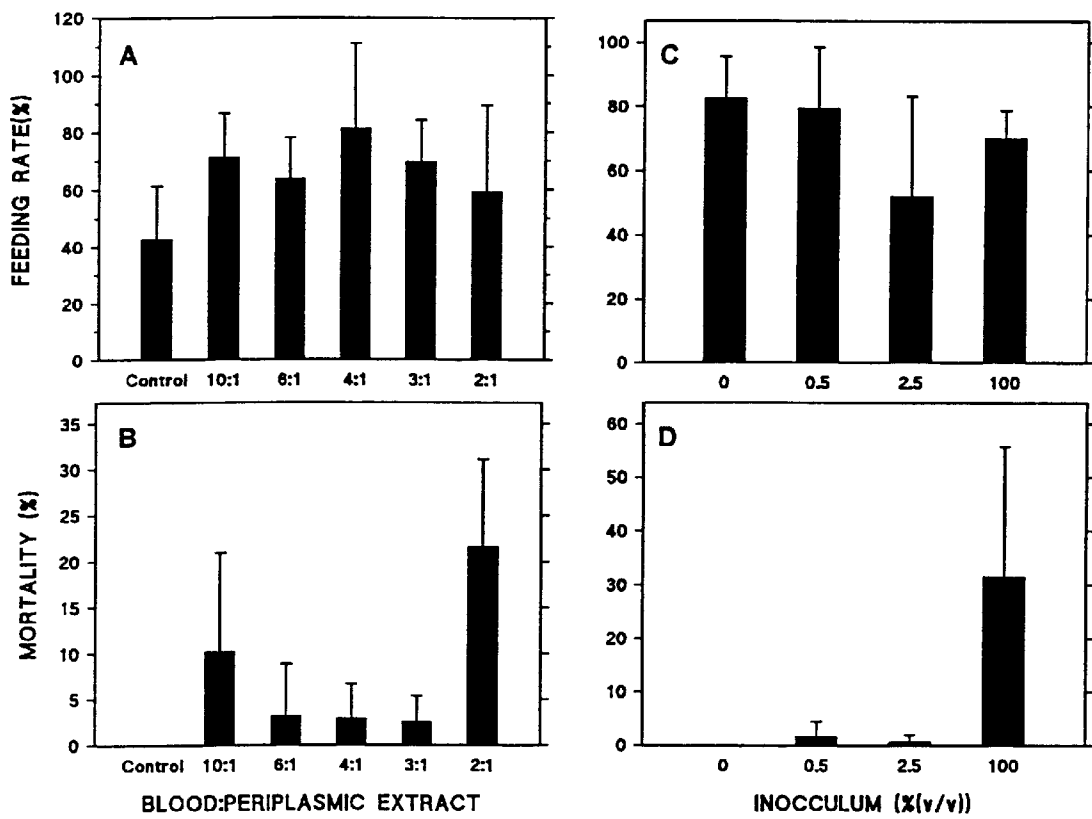 A
FEEDING RATE(%)
120
100
80
60
40
20
0
Control 10:1 6:1 4:1 3:1 2:1
C
100
80
60
40
20
0
0 0.5 2.5 100
B
MORTALITY (%)
35
30
25
20
15
10
5
0
Control 10:1 6:1 4:1 3:1 2:1
BLOOD:PERIPLASMIC EXTRACT
D
60
50
40
30
20
10
0
0 0.5 2.5 100
INOCCULUM (%(v/v))